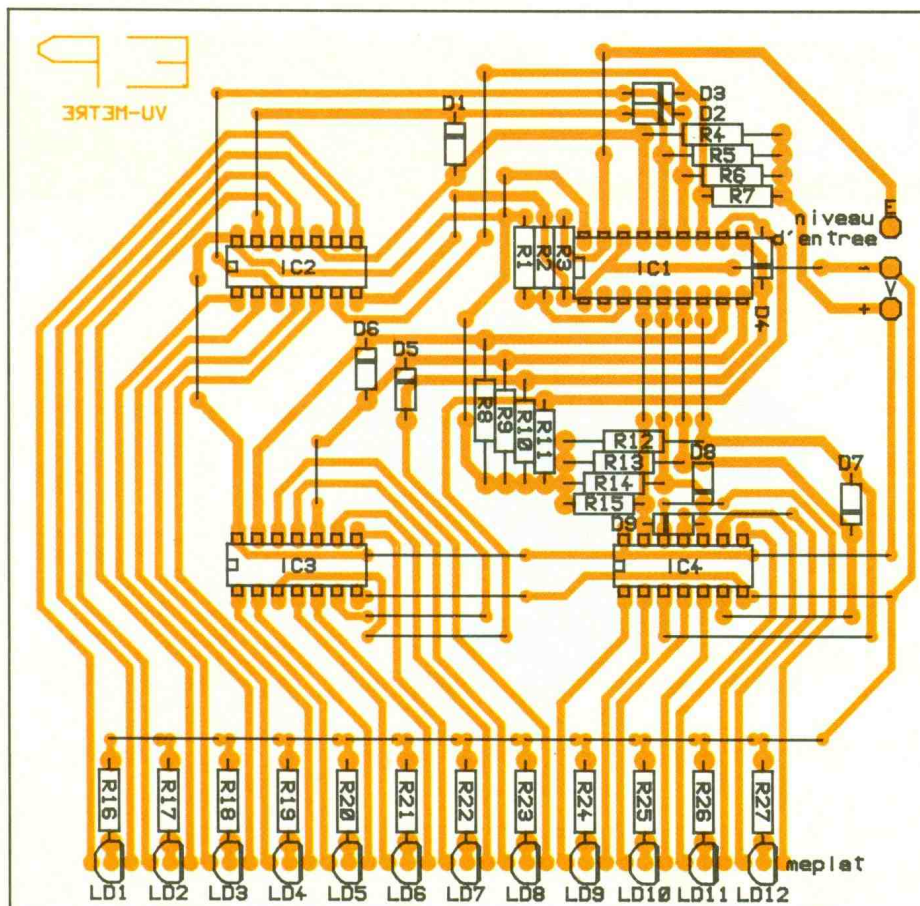 EP
VU-METRE
D1
D3
D2
R4
R5
R6
R7
E
niveau
d'entree
-
V
+
IC2
R1
R2
R3
IC1
D4
D6
D5
R8
R9
R10
R11
R12
R13
R14
R15
D8
D7
D9
IC3
IC4
R16
R17
R18
R19
R20
R21
R22
R23
R24
R25
R26
R27
meplat
LD1 LD2 LD3 LD4 LD5 LD6 LD7 LD8 LD9 LD10 LD11 LD12